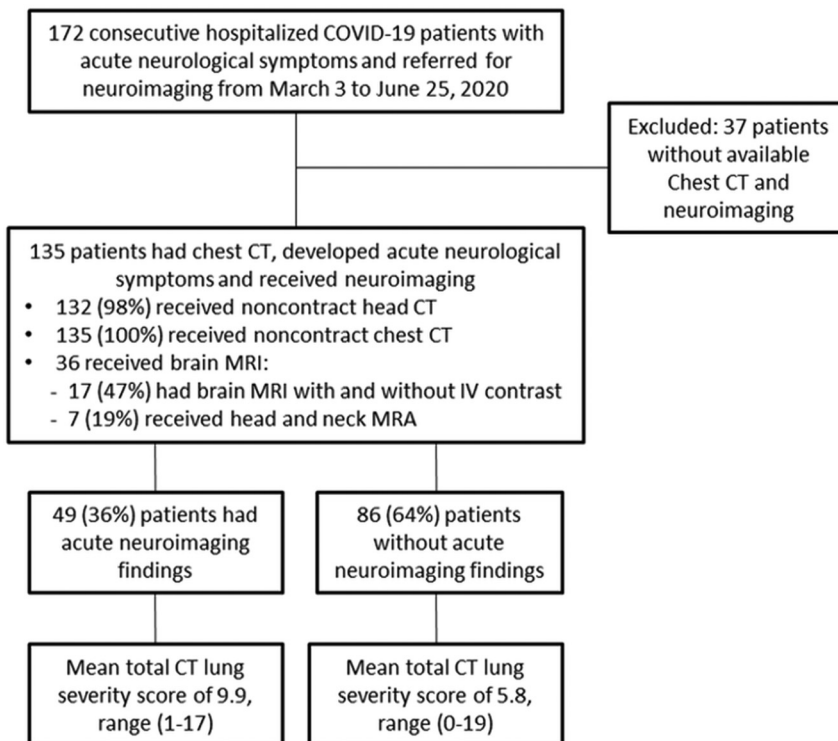 172 consecutive hospitalized COVID-19 patients with
acute neurological symptoms and referred for
neuroimaging from March 3 to June 25, 2020
Excluded: 37 patients
without available
Chest CT and
neuroimaging
135 patients had chest CT, developed acute neurological
symptoms and received neuroimaging
• 132 (98%) received noncontract head CT
• 135 (100%) received noncontract chest CT
• 36 received brain MRI:
- 17 (47%) had brain MRI with and without IV contrast
- 7 (19%) received head and neck MRA
49 (36%) patients had
acute neuroimaging
findings
86 (64%) patients
without acute
neuroimaging findings
Mean total CT lung
severity score of 9.9,
range (1-17)
Mean total CT lung
severity score of 5.8,
range (0-19)